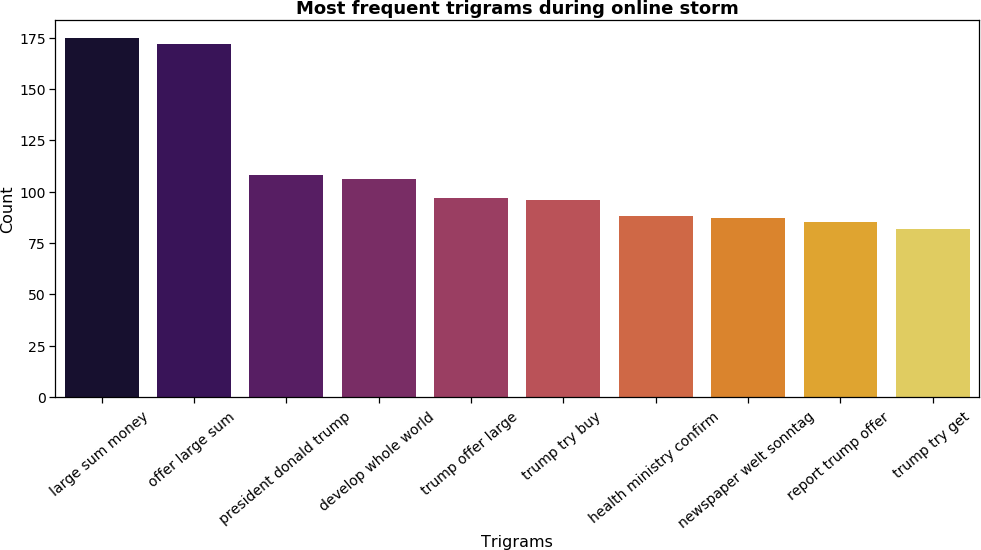 Most frequent trigrams during online storm
Count
175
150
125
100
75
50
25
0
large sum money
offer large sum
president donald trump
develop whole world
trump offer large
trump try buy
health ministry confirm
newspaper welt sonntag
report trump offer
trump try get
Trigrams